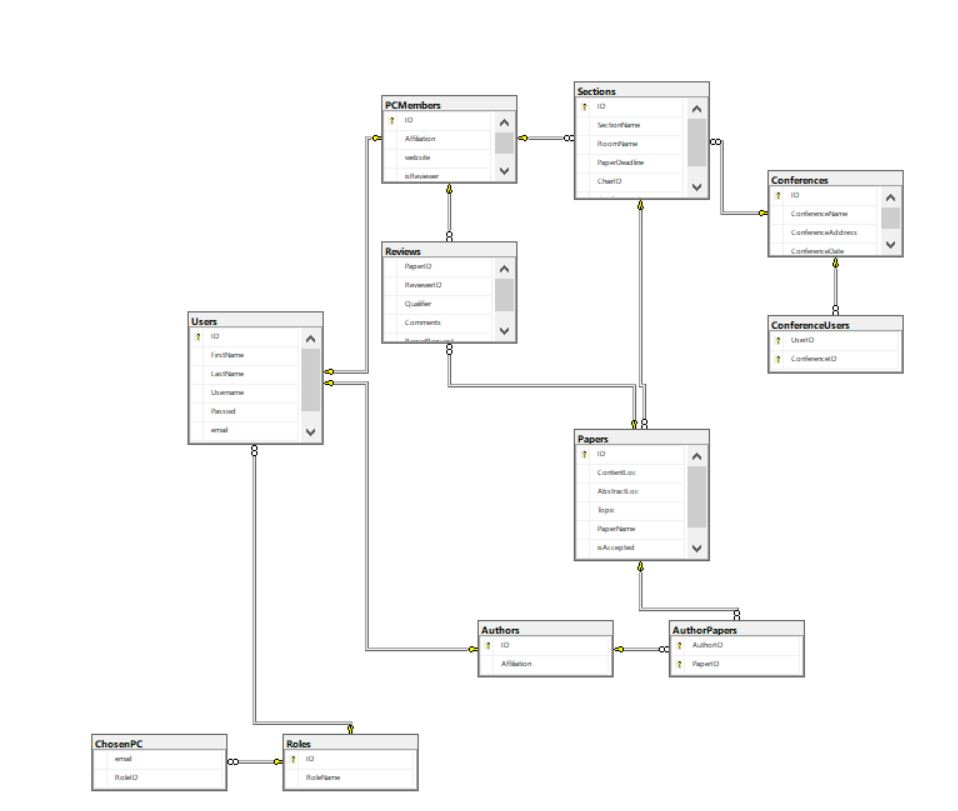 PCMembers
ID
Affiliation
website
isReviewer
Sections
ID
SectionName
RoomName
PaperDeadline
ChariD
Conferences
ID
ConferenceName
ConferenceAddress
ConferenceDate
Reviews
PaperID
ReviewerID
Qualifier
Comments
ConferenceUsers
UserID
ConferenceID
Users
ID
FirstName
LastName
Username
Passwd
email
Papers
ID
ContentLoc
AbstractLoc
Topic
PaperName
isAccepted
Authors
ID
Affiliation
AuthorPapers
AuthorID
PaperID
ChosenPC
email
RoleID
Roles
ID
RoleName